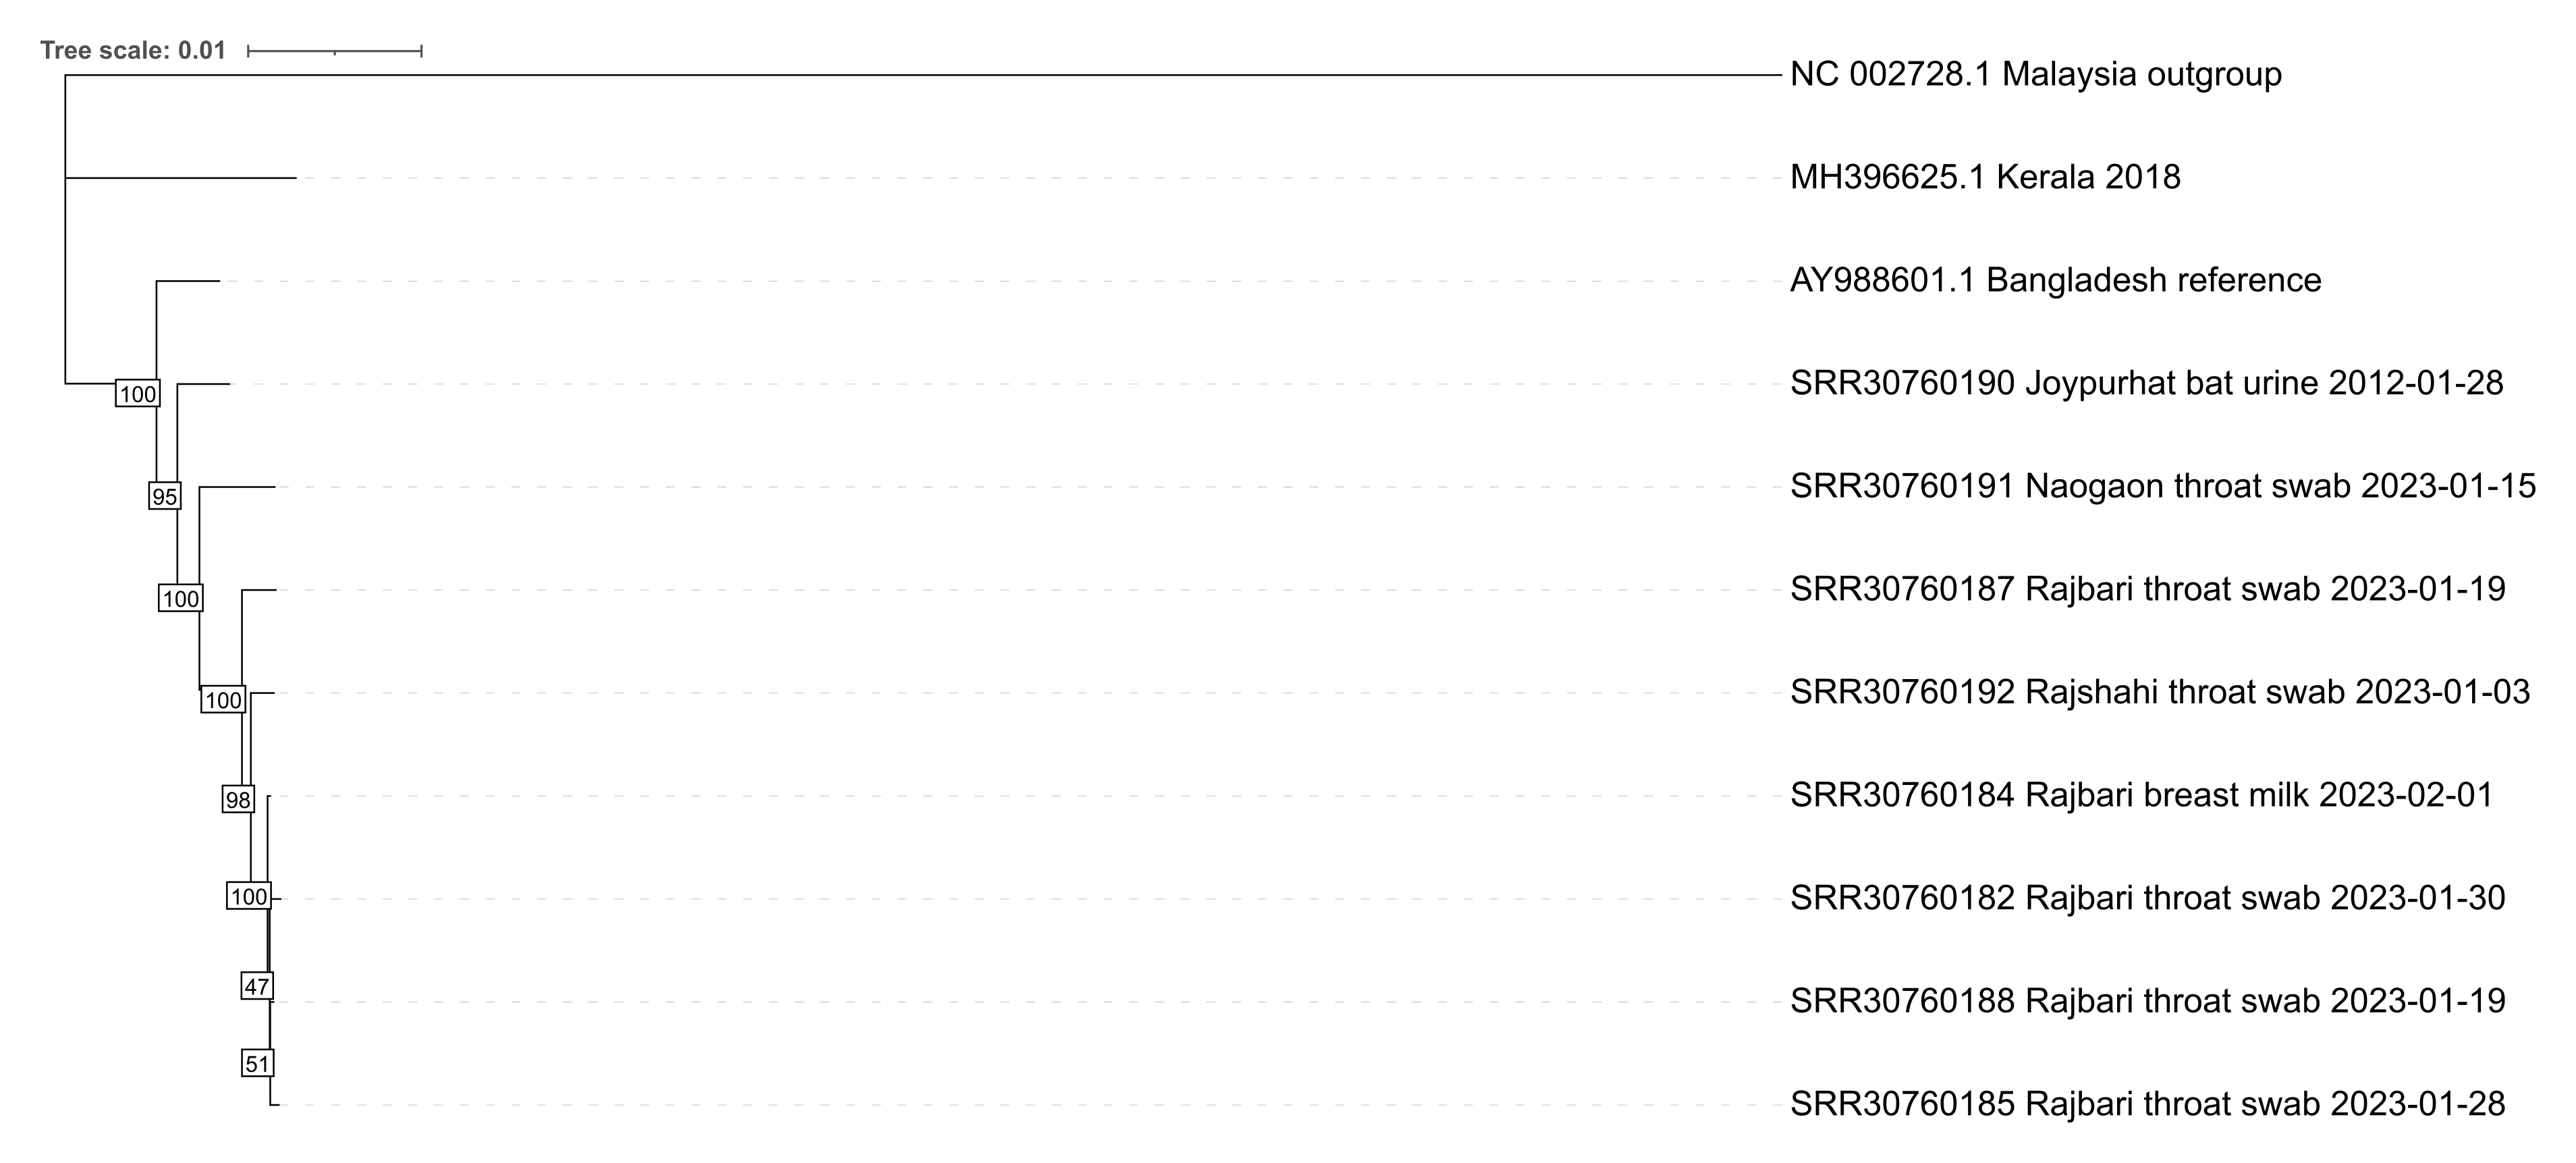 Tree scale: 0.01
NC 002728.1 Malaysia outgroup
MH396625.1 Kerala 2018
AY988601.1 Bangladesh reference
SRR30760190 Joypurhat bat urine 2012-01-28
100
SRR30760191 Naogaon throat swab 2023-01-15
95
SRR30760187 Rajbari throat swab 2023-01-19
100
SRR30760192 Rajshahi throat swab 2023-01-03
100
SRR30760184 Rajbari breast milk 2023-02-01
98
SRR30760182 Rajbari throat swab 2023-01-30
100
47
SRR30760188 Rajbari throat swab 2023-01-19
51
SRR30760185 Rajbari throat swab 2023-01-28